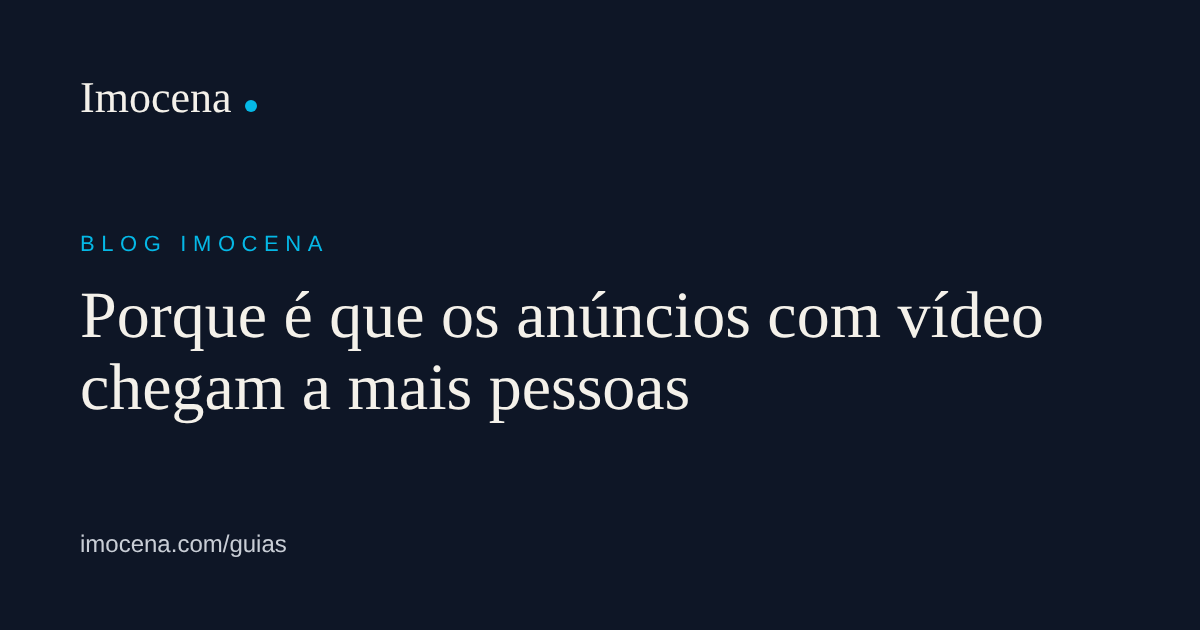 Imocena
BLOG IMOCENA
Porque é que os anúncios com vídeo
chegam a mais pessoas
imocena.com/guias